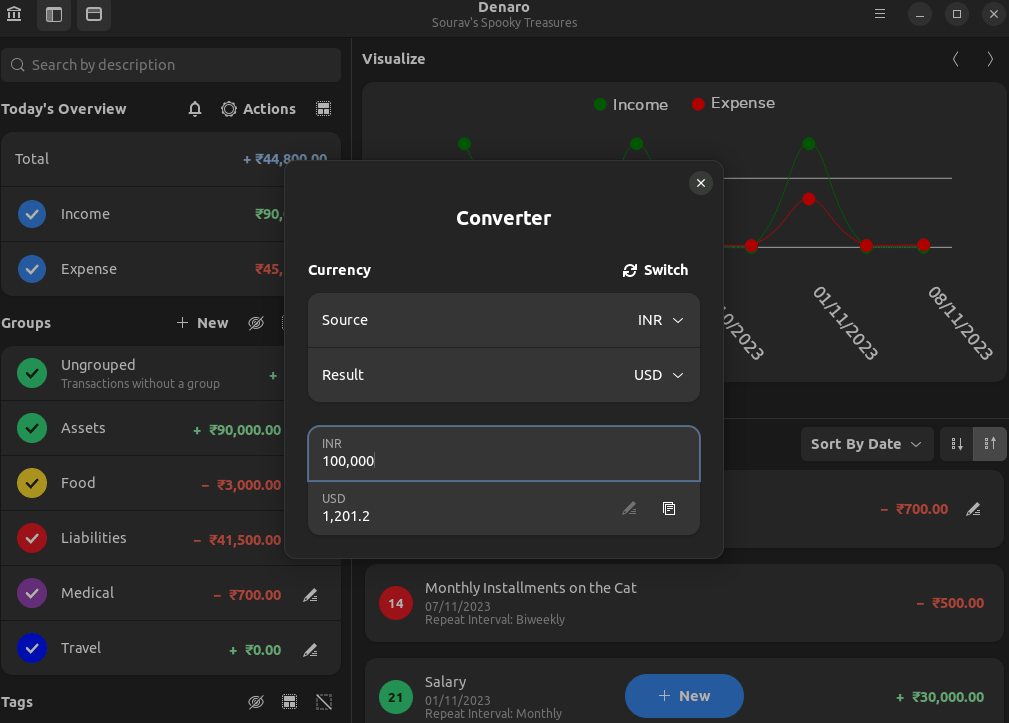 Denaro
Sourav's Spooky Treasures
Search by description
Today's Overview
Actions
Total
+ ₹44,800.00
Income
₹90,
Expense
₹45,
Groups
+ New
Ungrouped
Transactions without a group
+
Assets
+ ₹90,000.00
Food
− ₹3,000.00
Liabilities
− ₹41,500.00
Medical
− ₹700.00
Travel
+ ₹0.00
Tags
Visualize
Income
Expense
10/2023
01/11/2023
08/11/2023
Converter
Currency
Switch
Source
INR
Result
USD
INR
100,000
USD
1,201.2
Sort By Date
− ₹700.00
14
Monthly Installments on the Cat
07/11/2023
Repeat Interval: Biweekly
− ₹500.00
21
Salary
01/11/2023
Repeat Interval: Monthly
+ New
+ ₹30,000.00